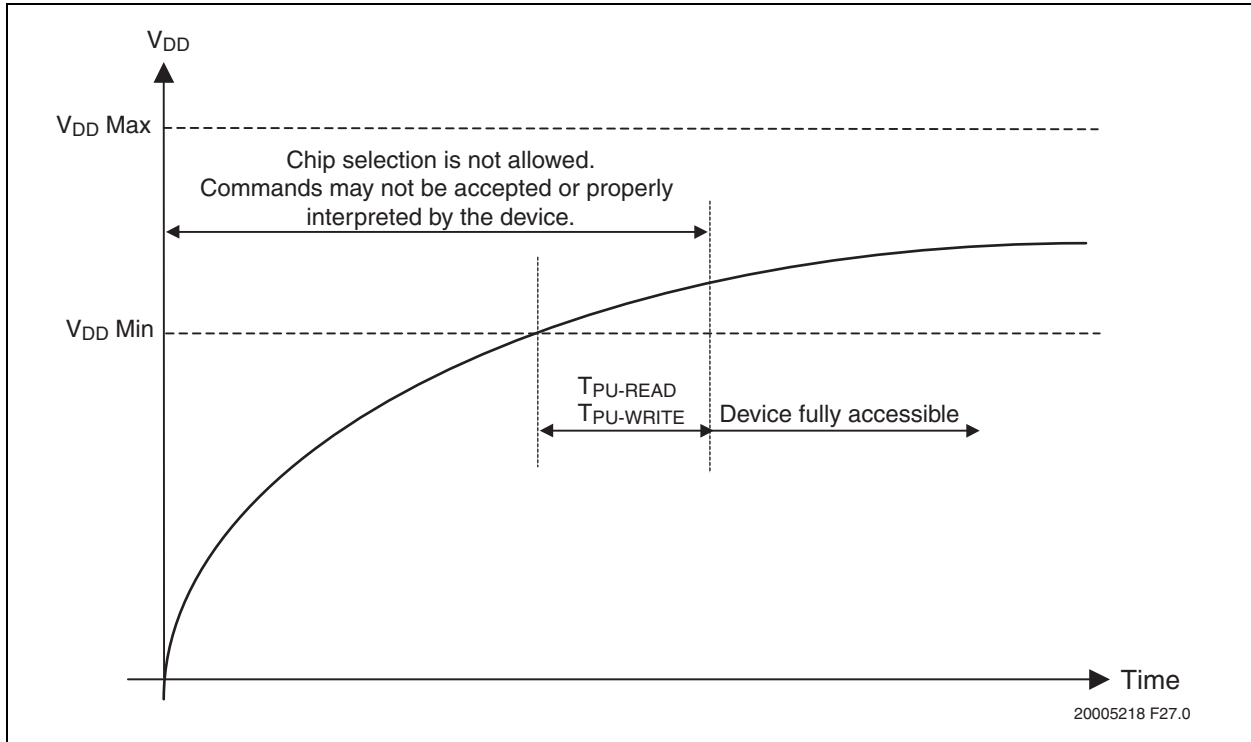 VDD
VDD Max
Chip selection is not allowed.
Commands may not be accepted or properly
interpreted by the device.
VDD Min
TPU-READ
TPU-WRITE
Device fully accessible
Time
20005218 F27.0